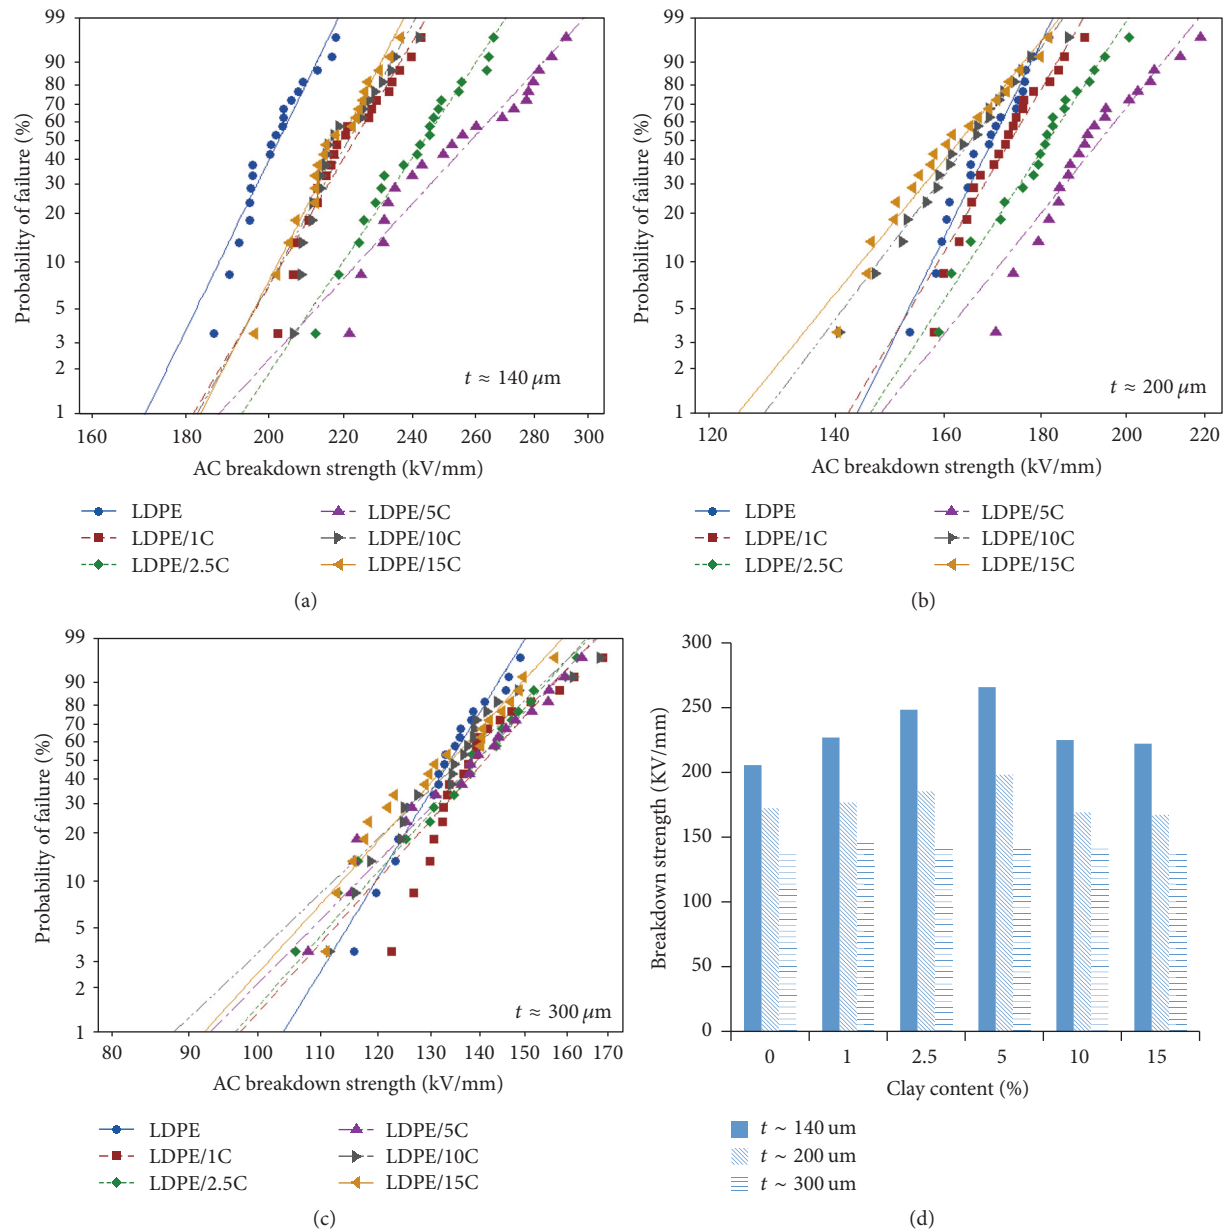 99
90
80
70
60
50
40
30
20
10
5
3
2
1
Probability of failure (%)
t ≈ 140 μm
160 180 200 220 240 260 280 300
AC breakdown strength (kV/mm)
LDPE
LDPE/1C
LDPE/2.5C
LDPE/5C
LDPE/10C
LDPE/15C
(a)
99
90
80
70
60
50
40
30
20
10
5
3
2
1
Probability of failure (%)
t ≈ 200 μm
120 140 160 180 200 220
AC breakdown strength (kV/mm)
LDPE
LDPE/1C
LDPE/2.5C
LDPE/5C
LDPE/10C
LDPE/15C
(b)
99
90
80
70
60
50
40
30
20
10
5
3
2
1
Probability of failure (%)
t ≈ 300 μm
80 90 100 110 120 130 140 150 160 170
AC breakdown strength (kV/mm)
LDPE
LDPE/1C
LDPE/2.5C
LDPE/5C
LDPE/10C
LDPE/15C
(c)
300
250
200
150
100
50
0
Breakdown strength (KV/mm)
0 1 2.5 5 10 15
Clay content (%)
t ~ 140 um
t ~ 200 um
t ~ 300 um
(d)